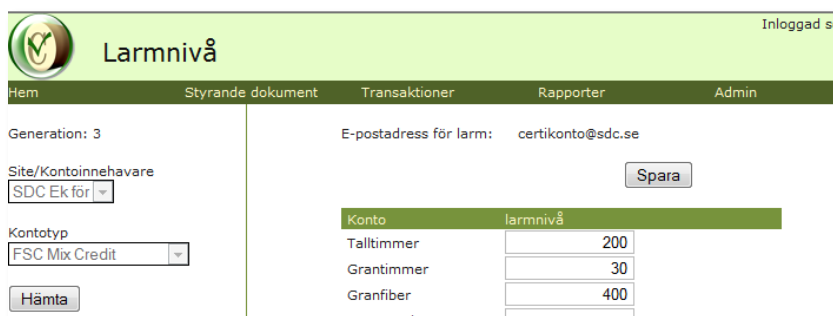 Inloggad s
Larmnivå
Hem Styrande dokument Transaktioner Rapporter Admin
Generation: 3
Site/Kontoinnehavare
SDC Ek för
Kontotyp
FSC Mix Credit
Hämta
E-postadress för larm: certikonto@sdc.se
Spara
Konto larmnivå
Talltimmer 200
Grantimmer 30
Granfiber 400